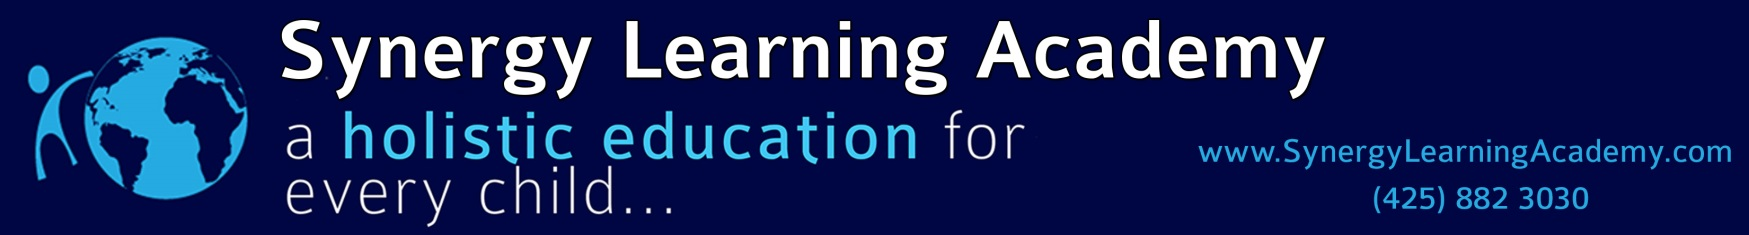 Synergy Learning Academy
a holistic education for
every child...
www.SynergyLearningAcademy.com
(425) 882 3030